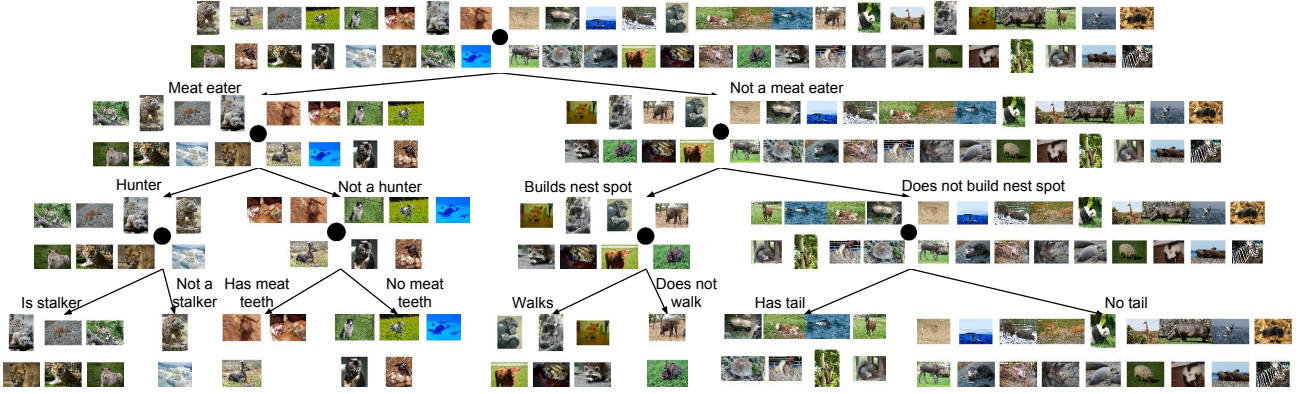 Meat eater
Not a meat eater
Hunter
Not a hunter
Builds nest spot
Does not build nest spot
Is stalker
Not a
stalker
Has meat
teeth
No meat
teeth
Walks
Does not
walk
Has tail
No tail